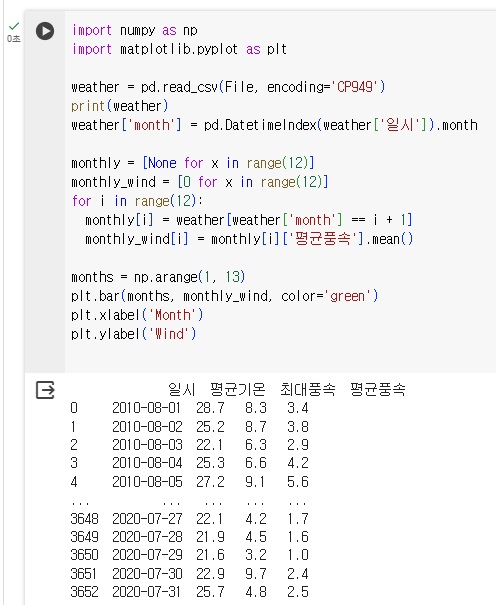 import numpy as np
import matplotlib.pyplot as plt
weather = pd.read_csv(File, encoding='CP949')
print(weather)
weather['month'] = pd.DatetimeIndex(weather['일시']).month
monthly = [None for x in range(12)]
monthly_wind = [0 for x in range(12)]
for i in range(12):
  monthly[i] = weather[weather['month'] == i + 1]
  monthly_wind[i] = monthly[i]['평균풍속'].mean()
months = np.arange(1, 13)
plt.bar(months, monthly_wind, color='green')
plt.xlabel('Month')
plt.ylabel('Wind')
0초
일시 평균기온 최대풍속 평균풍속
0 2010-08-01 28.7 8.3 3.4
1 2010-08-02 25.2 8.7 3.8
2 2010-08-03 22.1 6.3 2.9
3 2010-08-04 25.3 6.6 4.2
4 2010-08-05 27.2 9.1 5.6
... ... ... ... ...
3648 2020-07-27 22.1 4.2 1.7
3649 2020-07-28 21.9 4.5 1.6
3650 2020-07-29 21.6 3.2 1.0
3651 2020-07-30 22.9 9.7 2.4
3652 2020-07-31 25.7 4.8 2.5